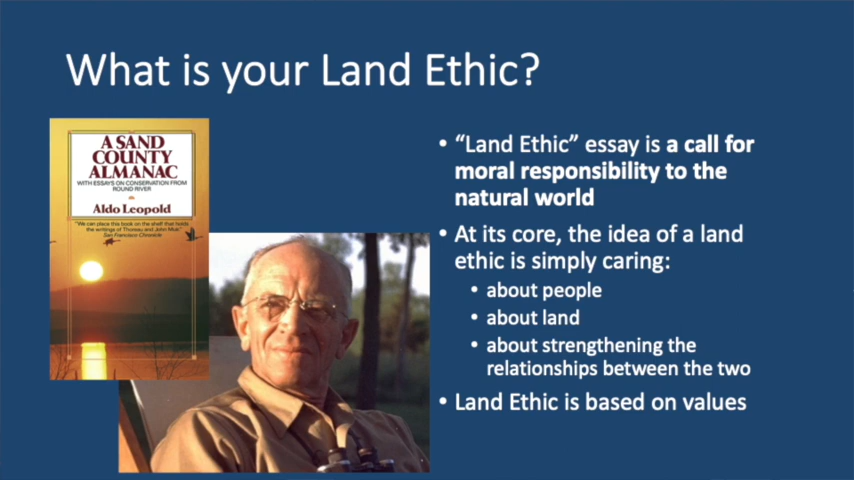 What is your Land Ethic?
A SAND
COUNTY
ALMANAC
WITH ESSAYS ON CONSERVATION FROM
ROUND RIVER
Aldo Leopold
"We can place this book on the shelf that holds
the writings of Thoreau and John Muir."
San Francisco Chronicle
• “Land Ethic” essay is a call for
moral responsibility to the
natural world
• At its core, the idea of a land
ethic is simply caring:
• about people
• about land
• about strengthening the
relationships between the two
• Land Ethic is based on values